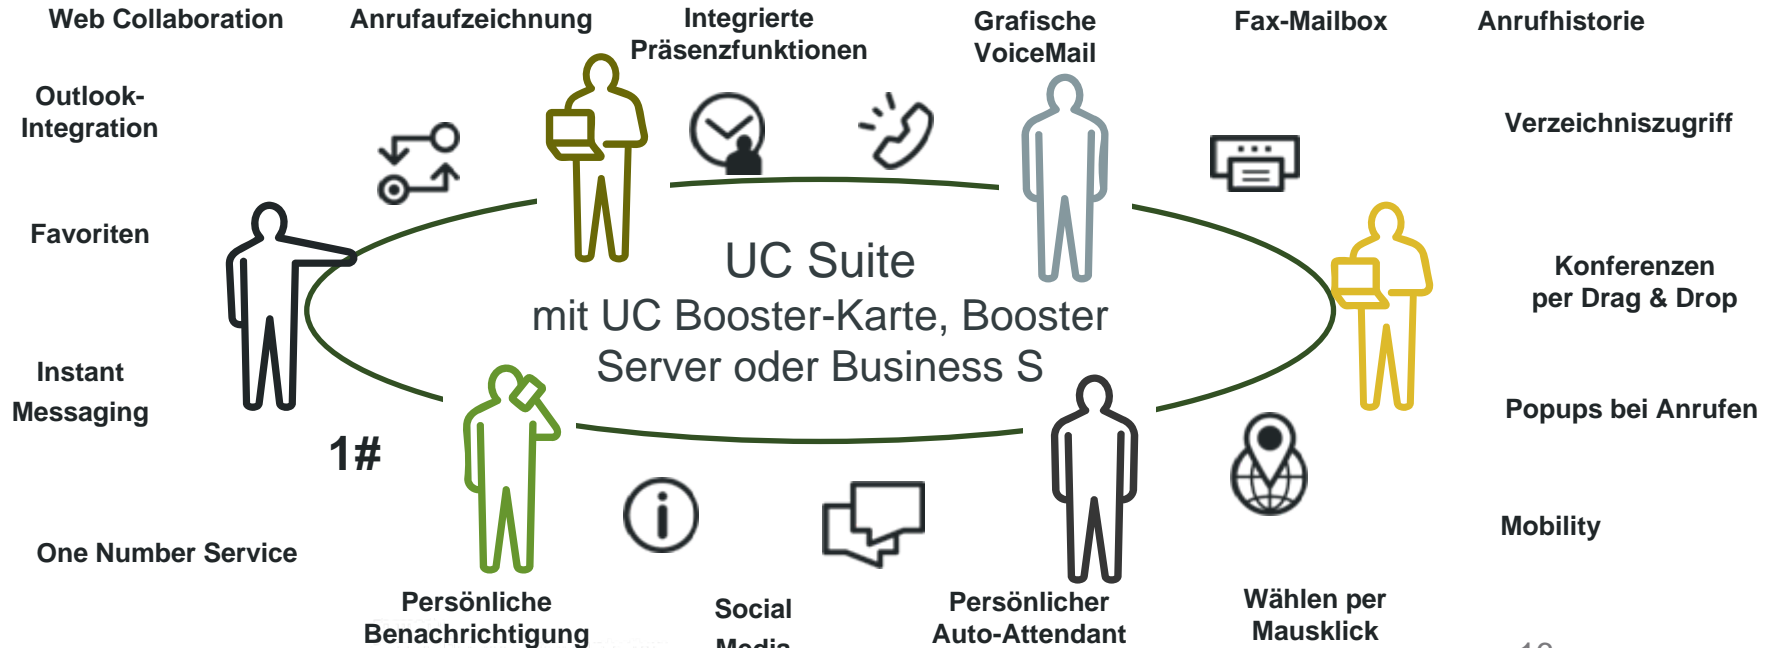 Web Collaboration
Anrufaufzeichnung
Integrierte
Präsenzfunktionen
Grafische
VoiceMail
Fax-Mailbox
Anrufhistorie
Outlook-
Integration
Verzeichniszugriff
Favoriten
UC Suite
mit UC Booster-Karte, Booster
Server oder Business S
Konferenzen
per Drag & Drop
Instant
Messaging
Popups bei Anrufen
1#
Mobility
One Number Service
Persönliche
Benachrichtigung
Social
Media
Persönlicher
Auto-Attendant
Wählen per
Mausklick